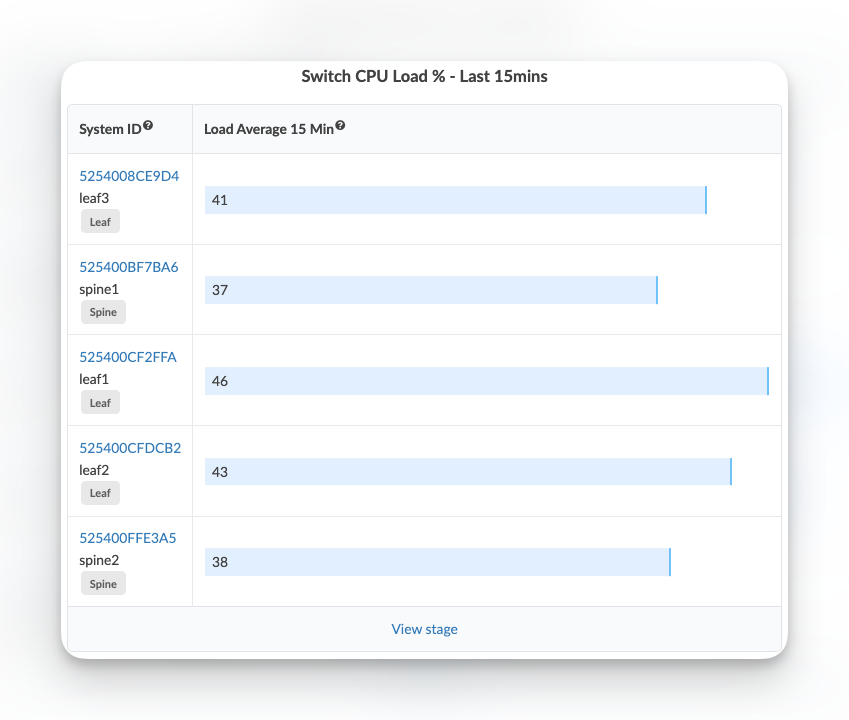 Switch CPU Load % - Last 15mins
System ID? Load Average 15 Min?
5254008CE9D4
leaf3
Leaf
41
525400BF7BA6
spine1
Spine
37
525400CF2FFA
leaf1
Leaf
46
525400CFDCB2
leaf2
Leaf
43
525400FFE3A5
spine2
Spine
38
View stage